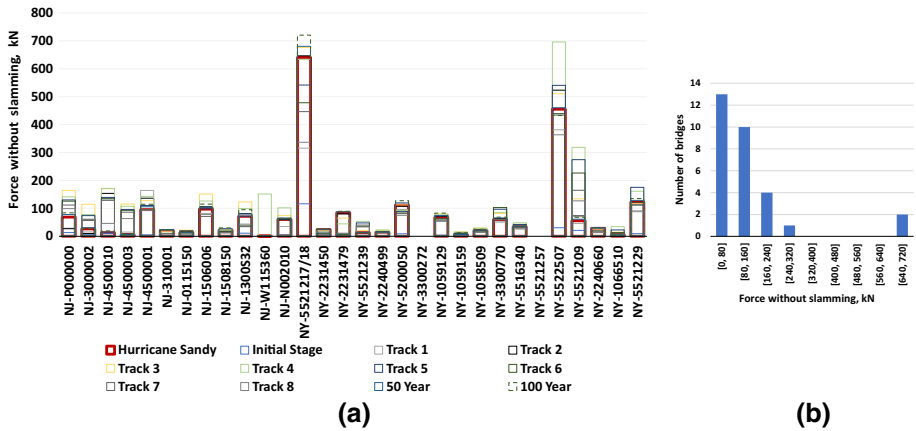 (a)
Force without slamming, kN
800
700
600
500
400
300
200
100
0
NJ-P000000
NJ-3000002
NJ-4500010
NJ-4500003
NJ-4500001
NJ-310001
NJ-0115150
NJ-1506006
NJ-1508150
NJ-1300532
NJ-W115360
NJ-N002010
NY-5521217/18
NY-2231450
NY-2231479
NY-5521239
NY-2240499
NY-5200050
NY-3300272
NY-1059129
NY-1059159
NY-1058509
NY-3300770
NY-5516340
NY-5521257
NY-5522507
NY-5521209
NY-2240660
NY-1066510
NY-5521229
Hurricane Sandy
Initial Stage
Track 1
Track 2
Track 3
Track 4
Track 5
Track 6
Track 7
Track 8
50 Year
100 Year
(a)
Number of bridges
14
12
10
8
6
4
2
0
[0, 80]
(80, 160]
(160, 240]
(240,320]
(320,400]
(400, 480]
(480, 560]
(560, 640]
(640, 720]
Force without slamming, kN
(b)